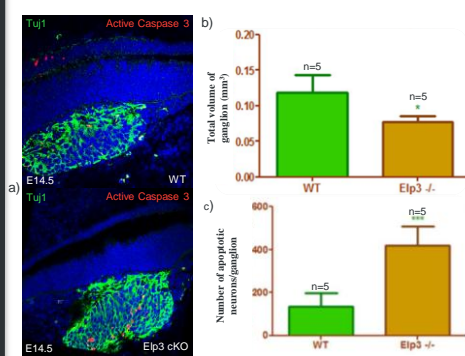 a)
Tuj1 Active Caspase 3
E14.5 WT
Tuj1 Active Caspase 3
E14.5 Elp3 cKO
b)
Total volume of
ganglion (mm³)
0.20
0.15
0.10
0.05
0.00
n=5
n=5
*
WT Elp3 -/-
c)
Number of apoptotic
neurons/ganglion
600
400
200
0
n=5
n=5
***
WT Elp3 -/-